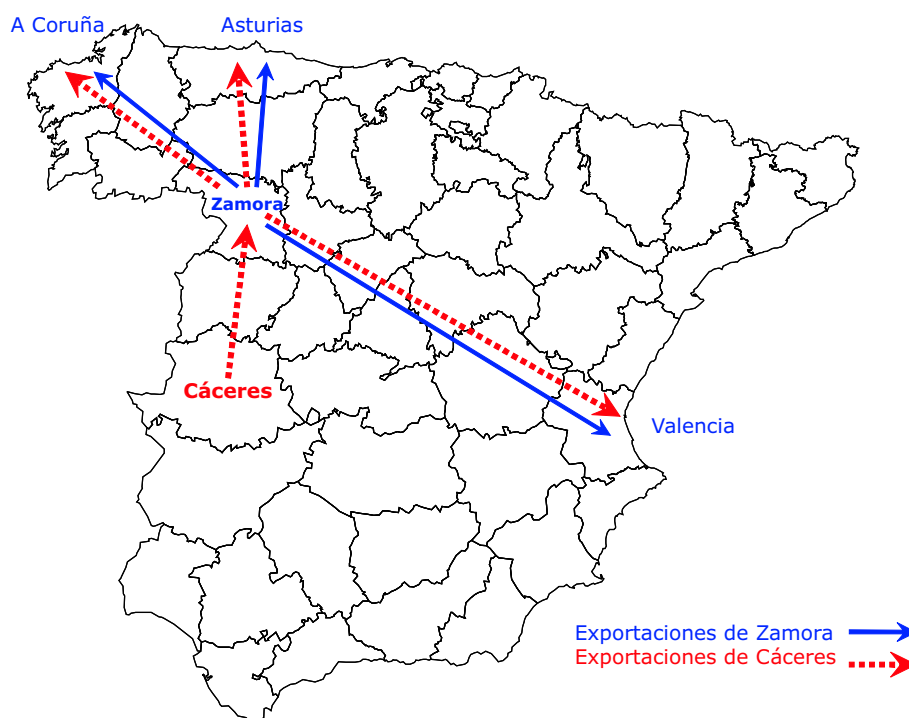 A Coruña
Asturias
Zamora
Cáceres
Valencia
Exportaciones de Zamora
Exportaciones de Cáceres